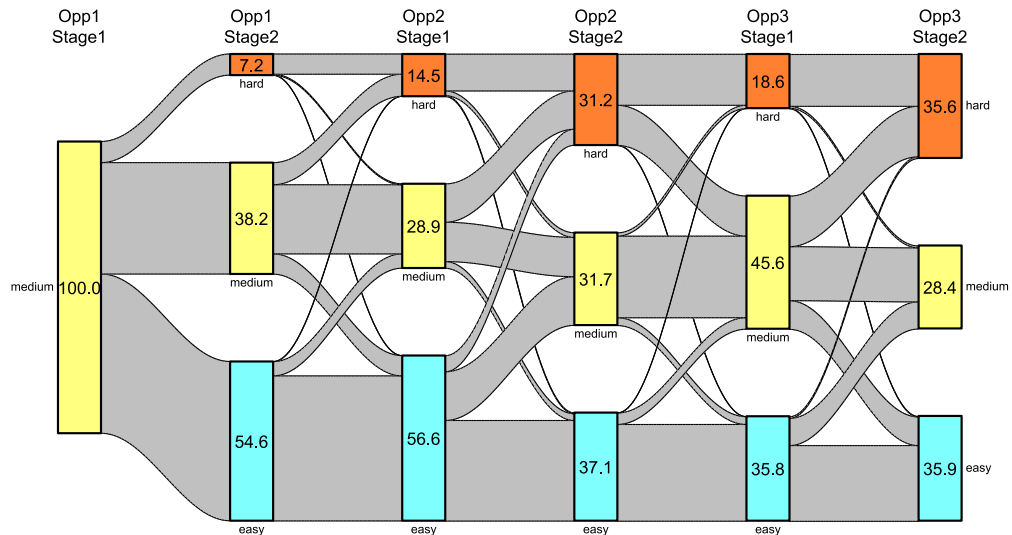 Opp1 Opp1 Opp2 Opp2 Opp3 Opp3
Stage1 Stage2 Stage1 Stage2 Stage1 Stage2
7.2 14.5 31.2 18.6 35.6
hard hard hard hard hard
38.2 28.9 31.7 45.6 28.4
medium 100.0 medium medium medium medium medium
54.6 56.6 37.1 35.8 35.9
easy easy easy easy easy